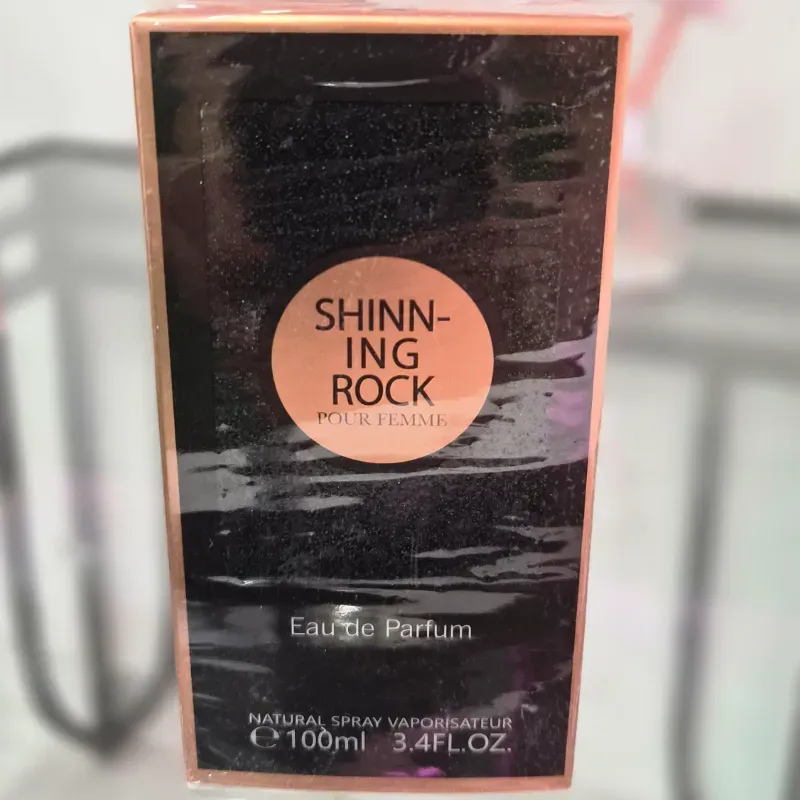 SHINN-
ING
ROCK
POUR FEMME
Eau de Parfum
NATURAL SPRAY VAPORISATEUR
℮100ml 3.4FL.OZ.